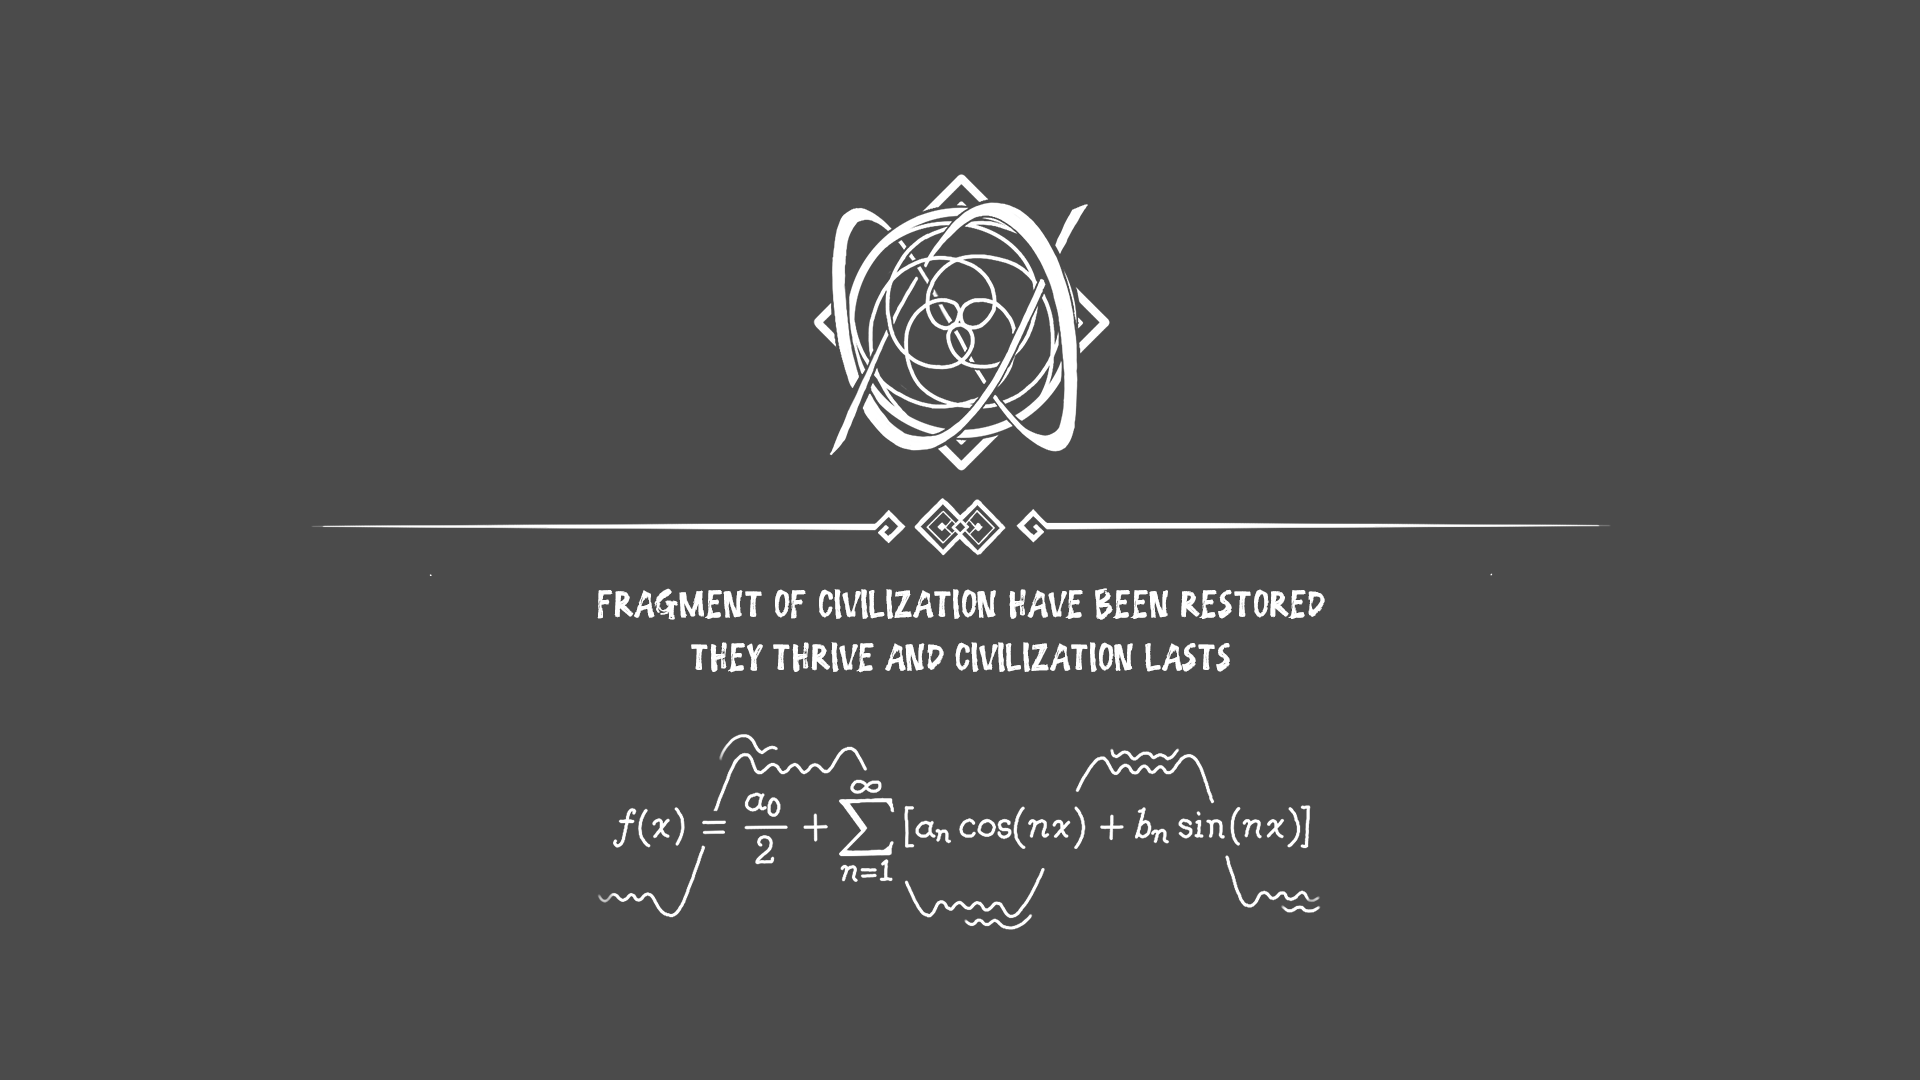 FRAGMENT OF CIVILIZATION HAVE BEEN RESTORED
THEY THRIVE AND CIVILIZATION LASTS
f(x) = a₀/2 + ∑ₙ₌₁^∞ [aₙ cos(nx) + bₙ sin(nx)]